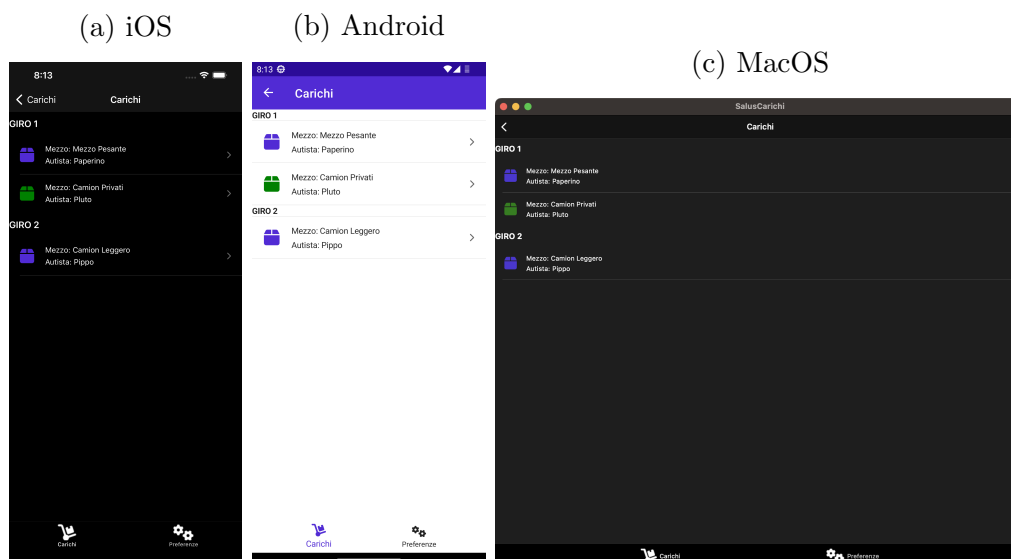 (a) iOS
8:13
Carichi
Carichi
GIRO 1
Mezzo: Mezzo Pesante
Autista: Paperino
Mezzo: Camion Privati
Autista: Pluto
GIRO 2
Mezzo: Camion Leggero
Autista: Pippo
Carichi
Preferenze
(b) Android
8:13
Carichi
GIRO 1
Mezzo: Mezzo Pesante
Autista: Paperino
Mezzo: Camion Privati
Autista: Pluto
GIRO 2
Mezzo: Camion Leggero
Autista: Pippo
Carichi
Preferenze
(c) MacOS
SalusCarichi
Carichi
GIRO 1
Mezzo: Mezzo Pesante
Autista: Paperino
Mezzo: Camion Privati
Autista: Pluto
GIRO 2
Mezzo: Camion Leggero
Autista: Pippo
Carichi
Preferenze